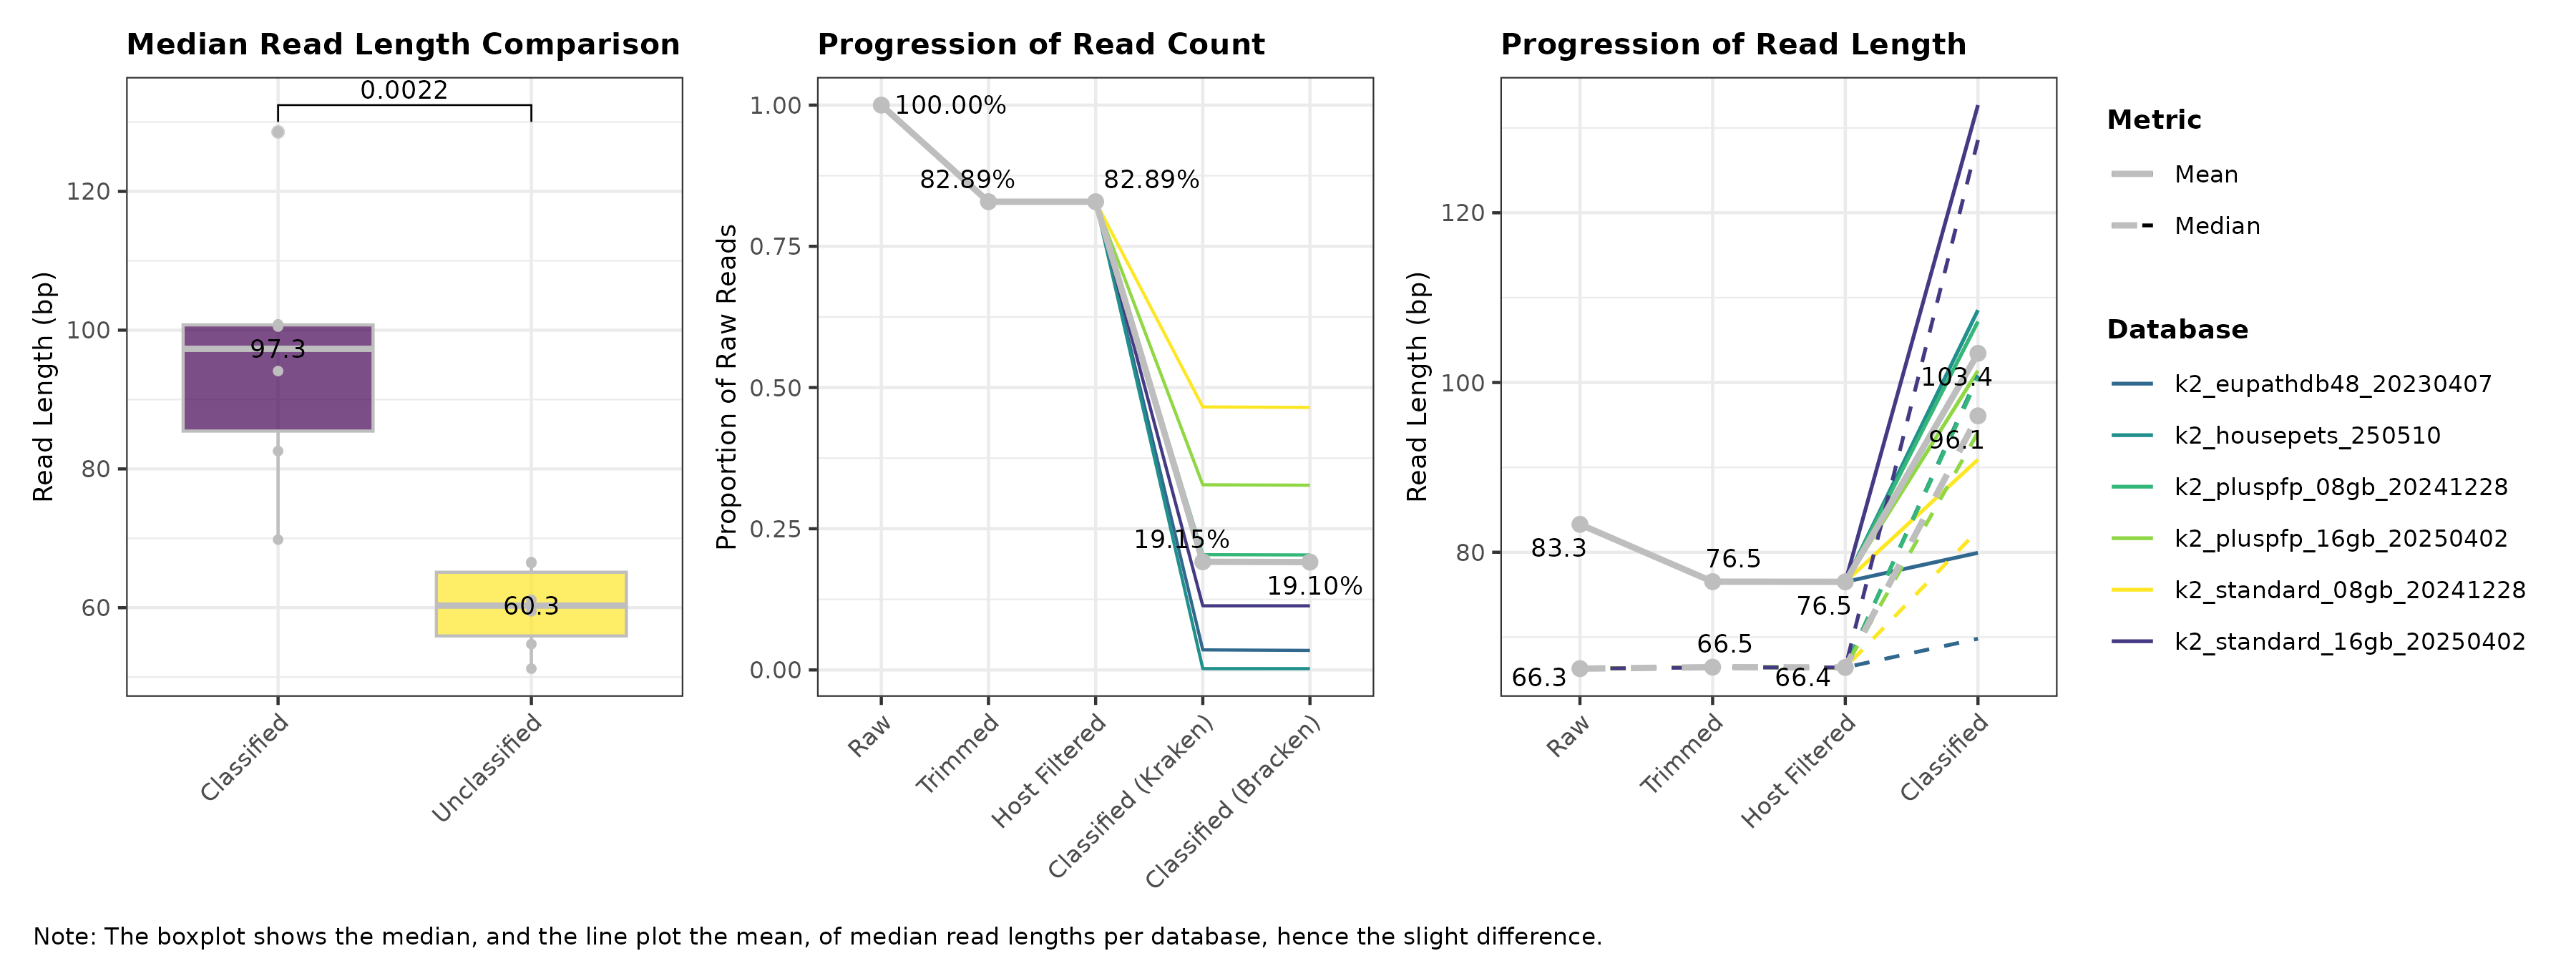 Median Read Length Comparison
0.0022
97.3
60.3
120
100
80
60
Read Length (bp)
Classified
Unclassified
Progression of Read Count
100.00%
82.89%
82.89%
19.15%
19.10%
1.00
0.75
0.50
0.25
0.00
Proportion of Raw Reads
Raw
Trimmed
Host Filtered
Classified (Kraken)
Classified (Bracken)
Progression of Read Length
120
100
80
Read Length (bp)
103.4
96.1
83.3
76.5
76.5
66.3
66.5
66.4
Raw
Trimmed
Host Filtered
Classified
Metric
Mean
Median
Database
k2_eupathdb48_20230407
k2_housepets_250510
k2_pluspfp_08gb_20241228
k2_pluspfp_16gb_20250402
k2_standard_08gb_20241228
k2_standard_16gb_20250402
Note: The boxplot shows the median, and the line plot the mean, of median read lengths per database, hence the slight difference.